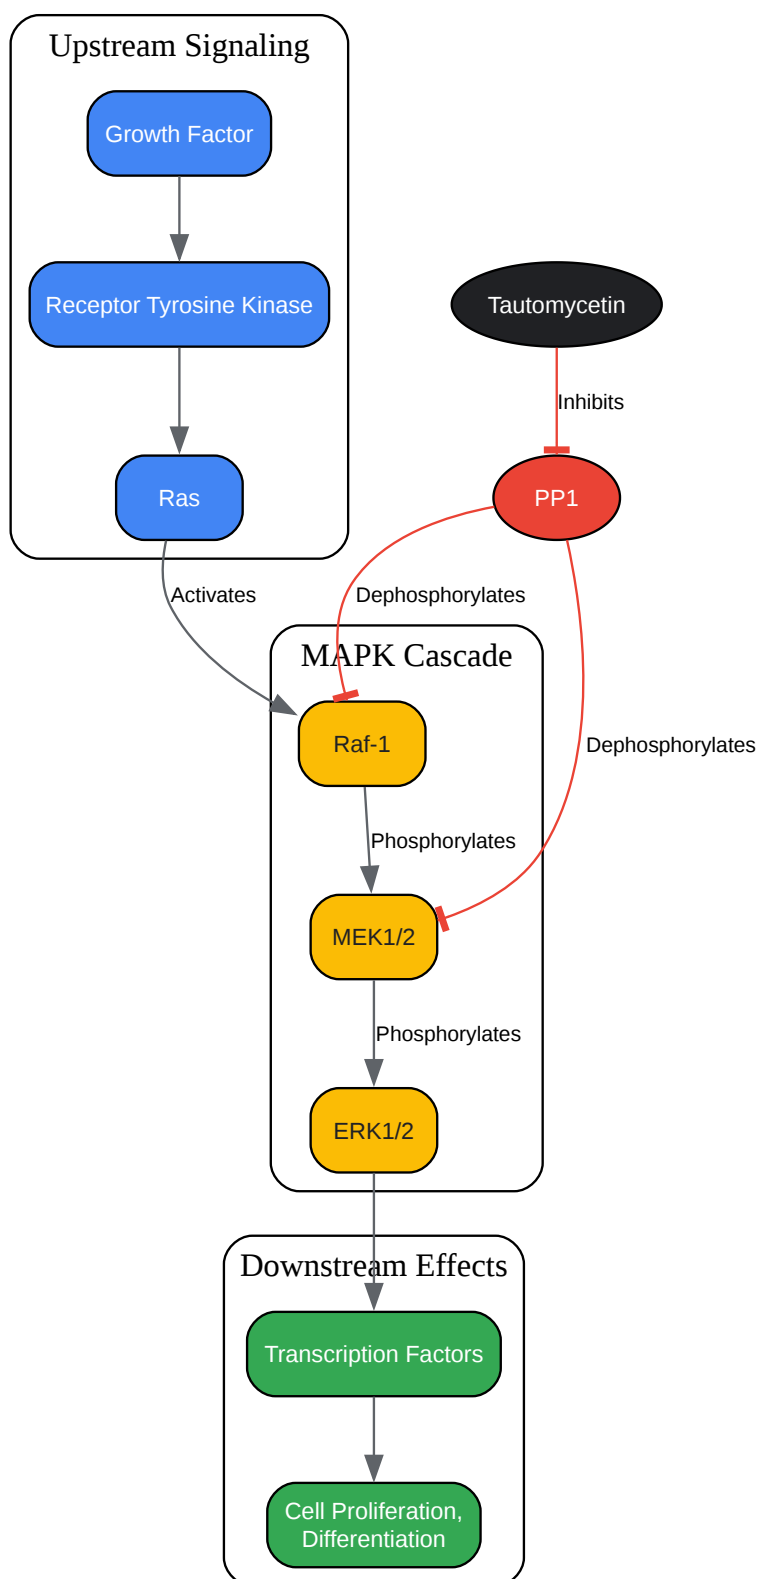 Upstream Signaling
Growth Factor
Receptor Tyrosine Kinase
Tautomycetin
Inhibits
Ras
PP1
Activates
Dephosphorylates
MAPK Cascade
Raf-1
Dephosphorylates
Phosphorylates
MEK1/2
Phosphorylates
ERK1/2
Downstream Effects
Transcription Factors
Cell Proliferation,
Differentiation